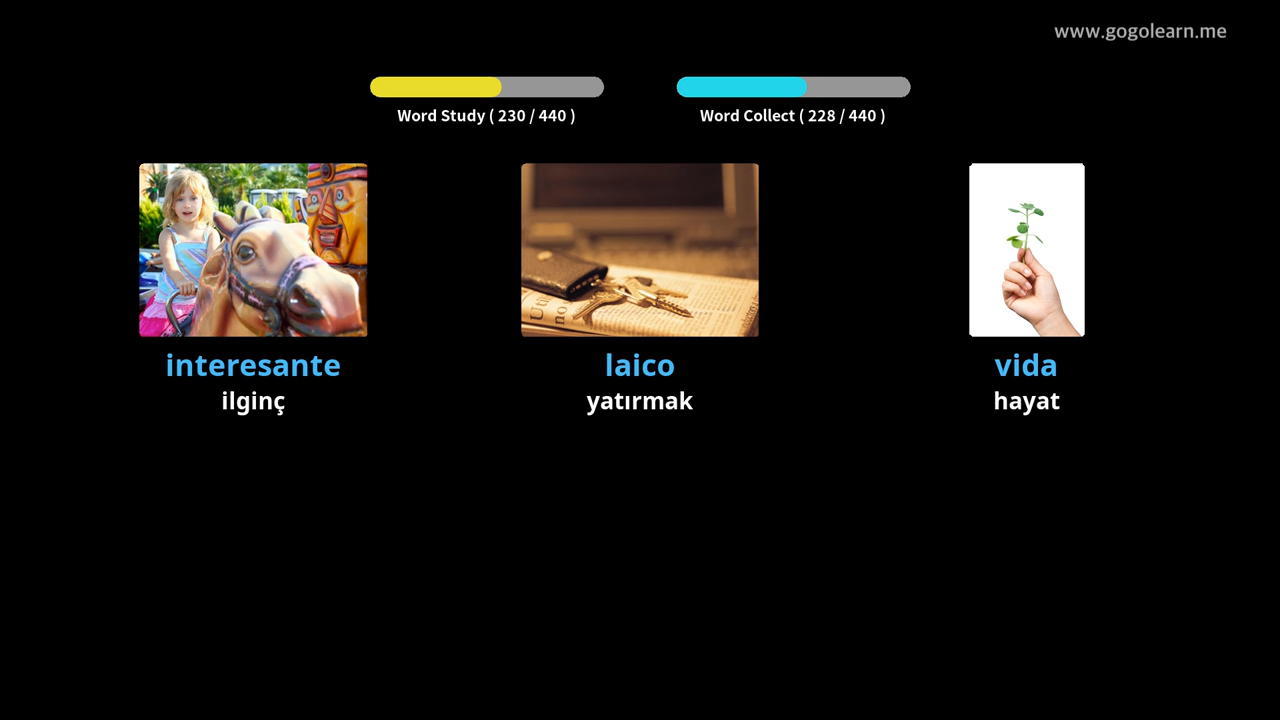 www.gogolearn.me
Word Study ( 230 / 440 )
Word Collect ( 228 / 440 )
interesante
laico
vida
ilginç
yatırmak
hayat